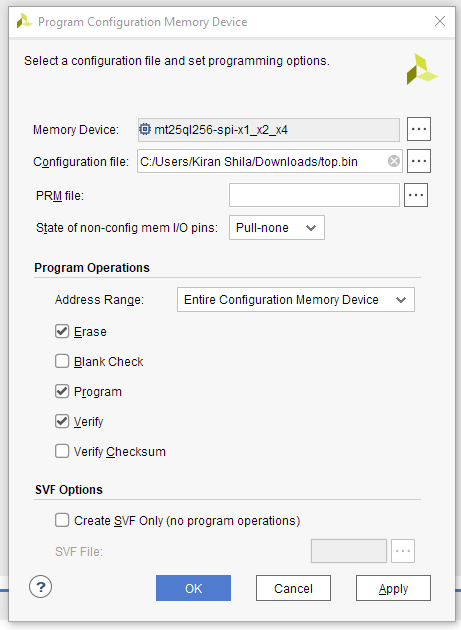 Program Configuration Memory Device
Select a configuration file and set programming options.
Memory Device: mt25ql256-spi-x1_x2_x4 ...
Configuration file: C:/Users/Kiran Shila/Downloads/top.bin ...
PRM file: ...
State of non-config mem I/O pins: Pull-none
Program Operations
Address Range: Entire Configuration Memory Device
Erase
Blank Check
Program
Verify
Verify Checksum
SVF Options
Create SVF Only (no program operations)
SVF File: ...
? OK Cancel Apply